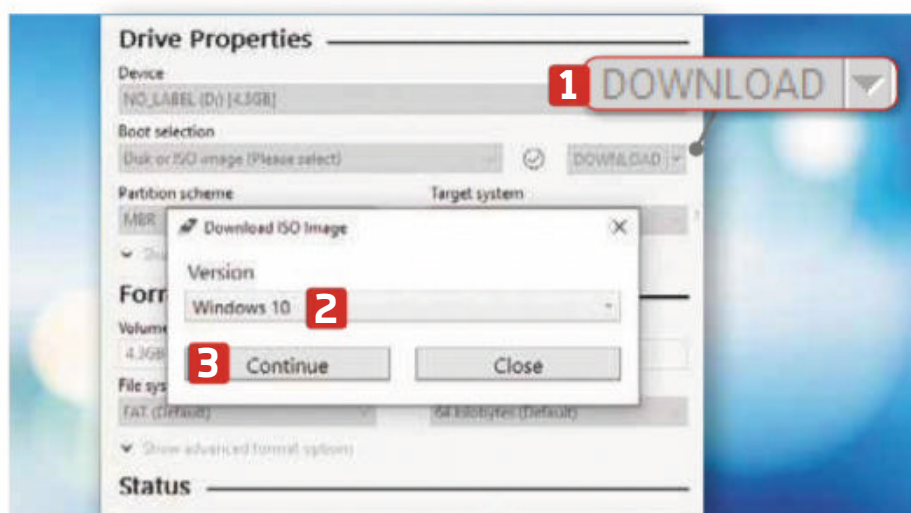 Drive Properties
Device
NO_LABEL (D:) [4.3GB]
1 DOWNLOAD
Boot selection
Disk or ISO image (Please select)
DOWNLOAD
Partition scheme
Target system
MBR
Download ISO Image
Version
Windows 10 2
3 Continue
Close
Volume
4.3GB
File sys
FAT (Default)
64 kilobytes (Default)
Show advanced format options
Status